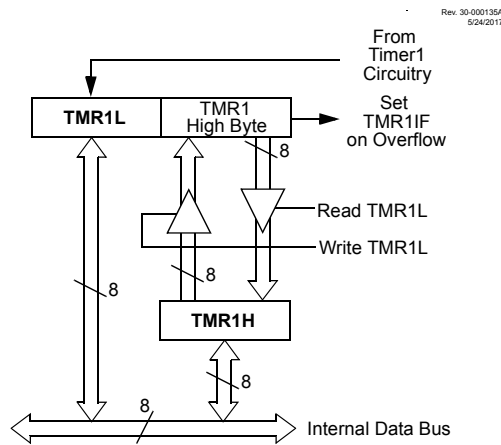 Rev. 30-000135A
5/24/2017
From
Timer1
Circuitry
TMR1L
TMR1
High Byte
Set
TMR1IF
on Overflow
8
Read TMR1L
Write TMR1L
8
8
TMR1H
8
8
Internal Data Bus